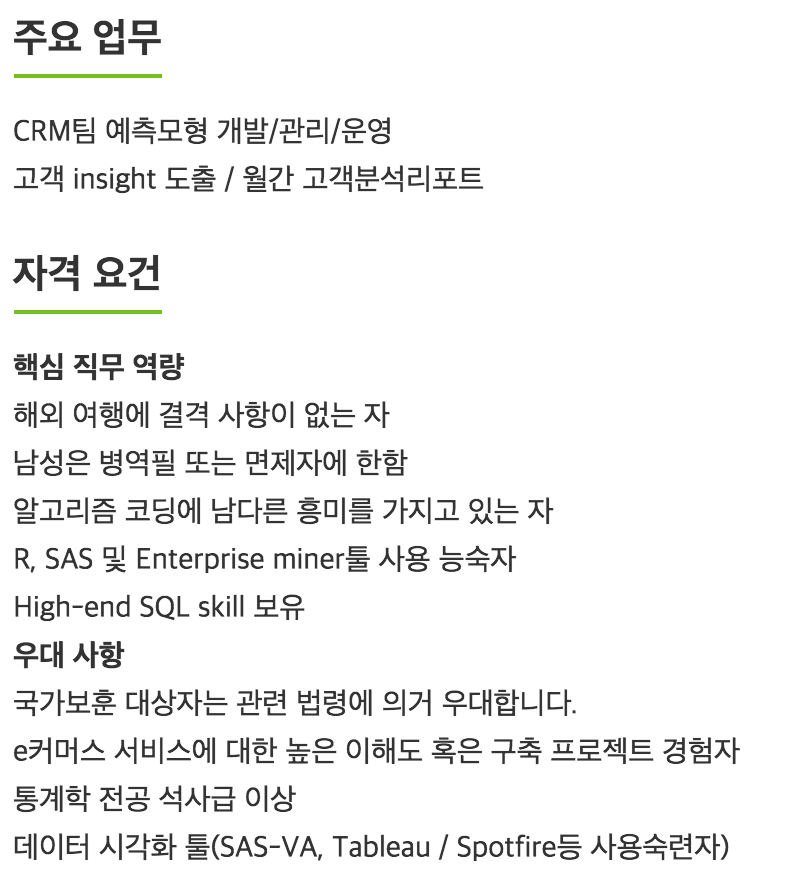 주요 업무
CRM팀 예측모형 개발/관리/운영
고객 insight 도출 / 월간 고객분석리포트
자격 요건
핵심 직무 역량
해외 여행에 결격 사항이 없는 자
남성은 병역필 또는 면제자에 한함
알고리즘 코딩에 남다른 흥미를 가지고 있는 자
R, SAS 및 Enterprise miner툴 사용 능숙자
High-end SQL skill 보유
우대 사항
국가보훈 대상자는 관련 법령에 의거 우대합니다.
e커머스 서비스에 대한 높은 이해도 혹은 구축 프로젝트 경험자
통계학 전공 석사급 이상
데이터 시각화 툴(SAS-VA, Tableau / Spotfire등 사용숙련자)